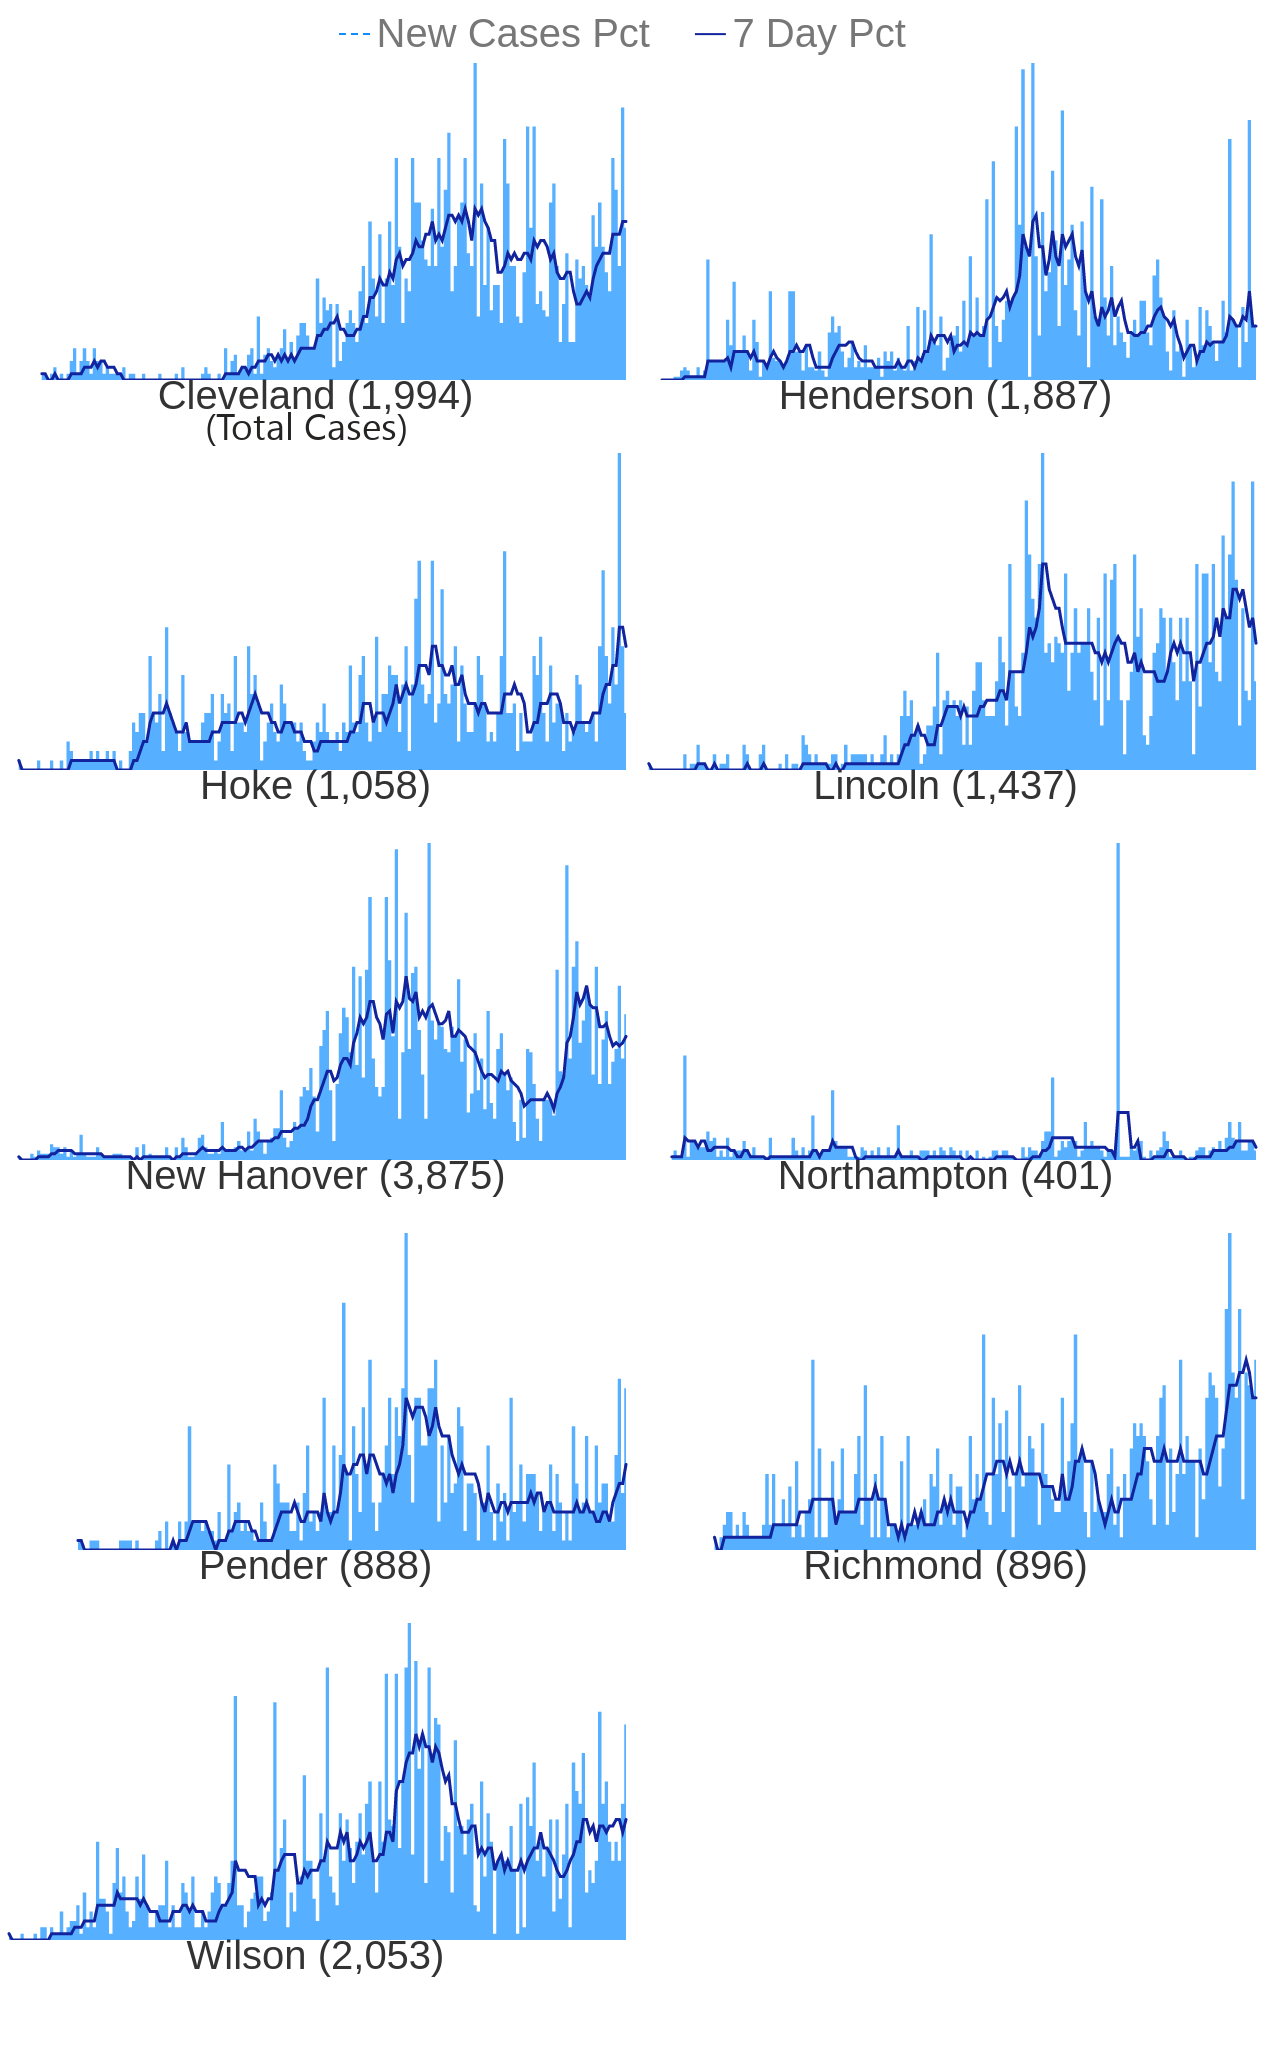 New Cases Pct 7 Day Pct
Cleveland (1,994) Henderson (1,887)
(Total Cases)
Hoke (1,058) Lincoln (1,437)
New Hanover (3,875) Northampton (401)
Pender (888) Richmond (896)
Wilson (2,053)